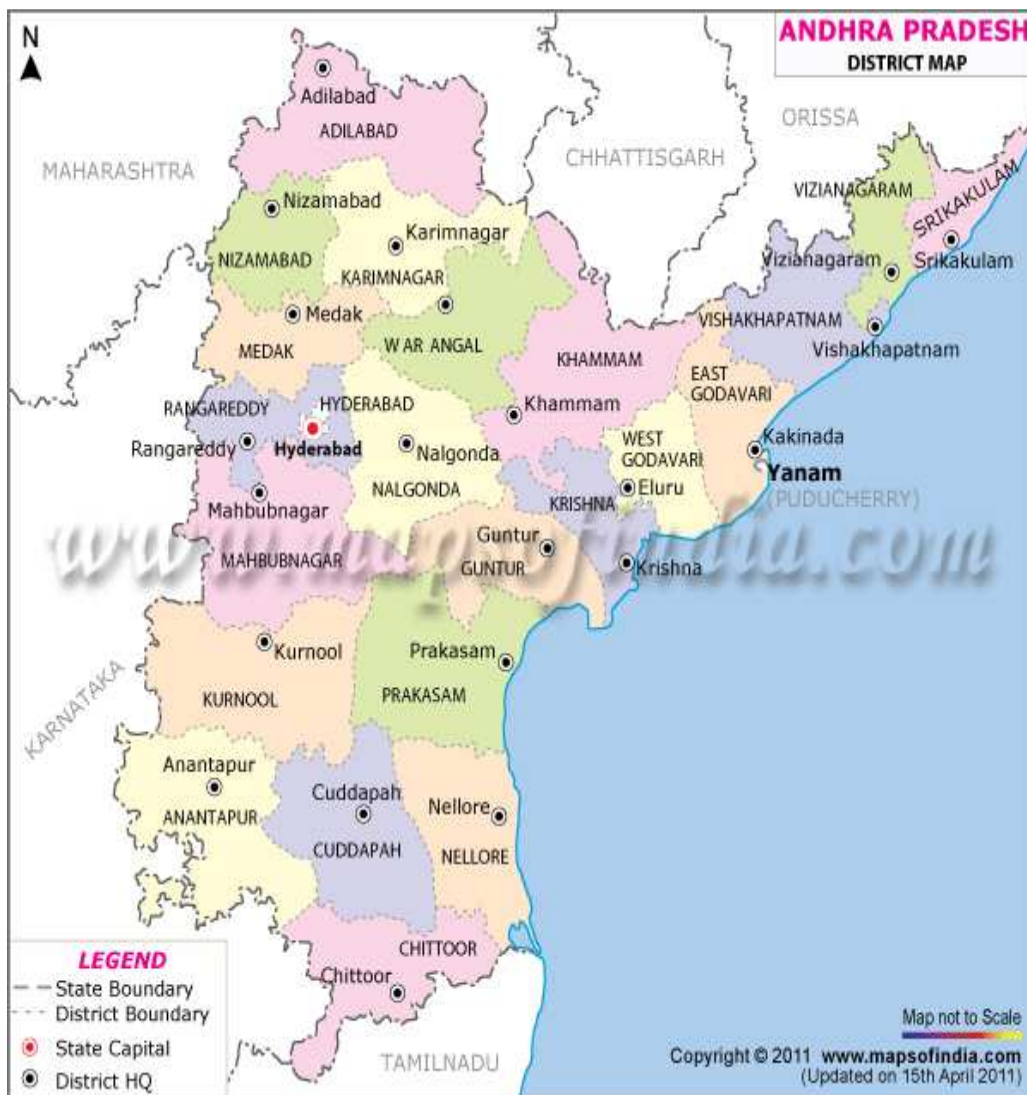 ANDHRA PRADESH
DISTRICT MAP
N
Adilabad
ADILABAD
ORISSA
CHHATTISGARH
MAHARASHTRA
VIZIANAGARAM
SRIKAKULAM
Nizamabad
Karimnagar
NIZAMABAD
KARIMNAGAR
Vizianagaram
Srikakulam
Medak
VISHAKHAPATNAM
MEDAK
WAR ANGAL
KHAMMAM
Vishakhapatnam
EAST
GODAVARI
RANGAREDDY
HYDERABAD
Khammam
Rangareddy
Hyderabad
Nalgonda
WEST
GODAVARI
Kakinada
Yanam
(PUDUCHERRY)
NALGONDA
KRISHNA
Eluru
Mahbubnagar
www.mapsofindia.com
MAHBUBNAGAR
Guntur
GUNTUR
Krishna
Kurnool
Prakasam
KURNOOL
PRAKASAM
KARNATAKA
Anantapur
ANANTAPUR
Cuddapah
CUDDAPAH
Nellore
NELLORE
CHITTOOR
Chittoor
TAMILNADU
LEGEND
State Boundary
District Boundary
State Capital
District HQ
Map not to Scale
Copyright © 2011 www.mapsofindia.com
(Updated on 15th April 2011)